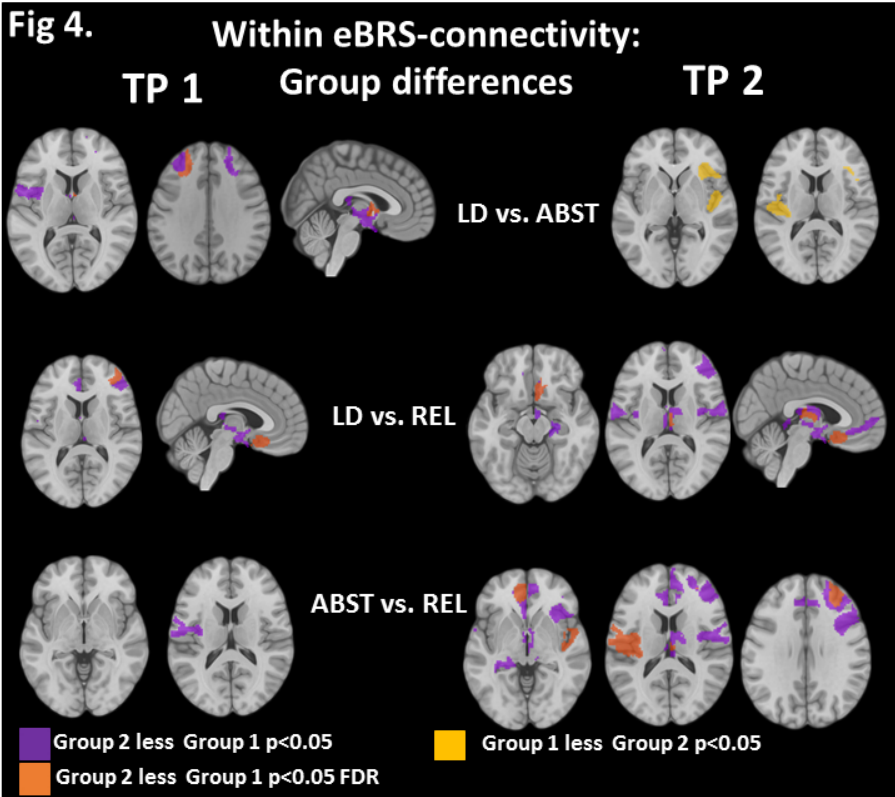 Fig 4.
Within eBRS-connectivity:
Group differences
TP 1
TP 2
LD vs. ABST
LD vs. REL
ABST vs. REL
Group 2 less Group 1 p<0.05
Group 1 less Group 2 p<0.05
Group 2 less Group 1 p<0.05 FDR